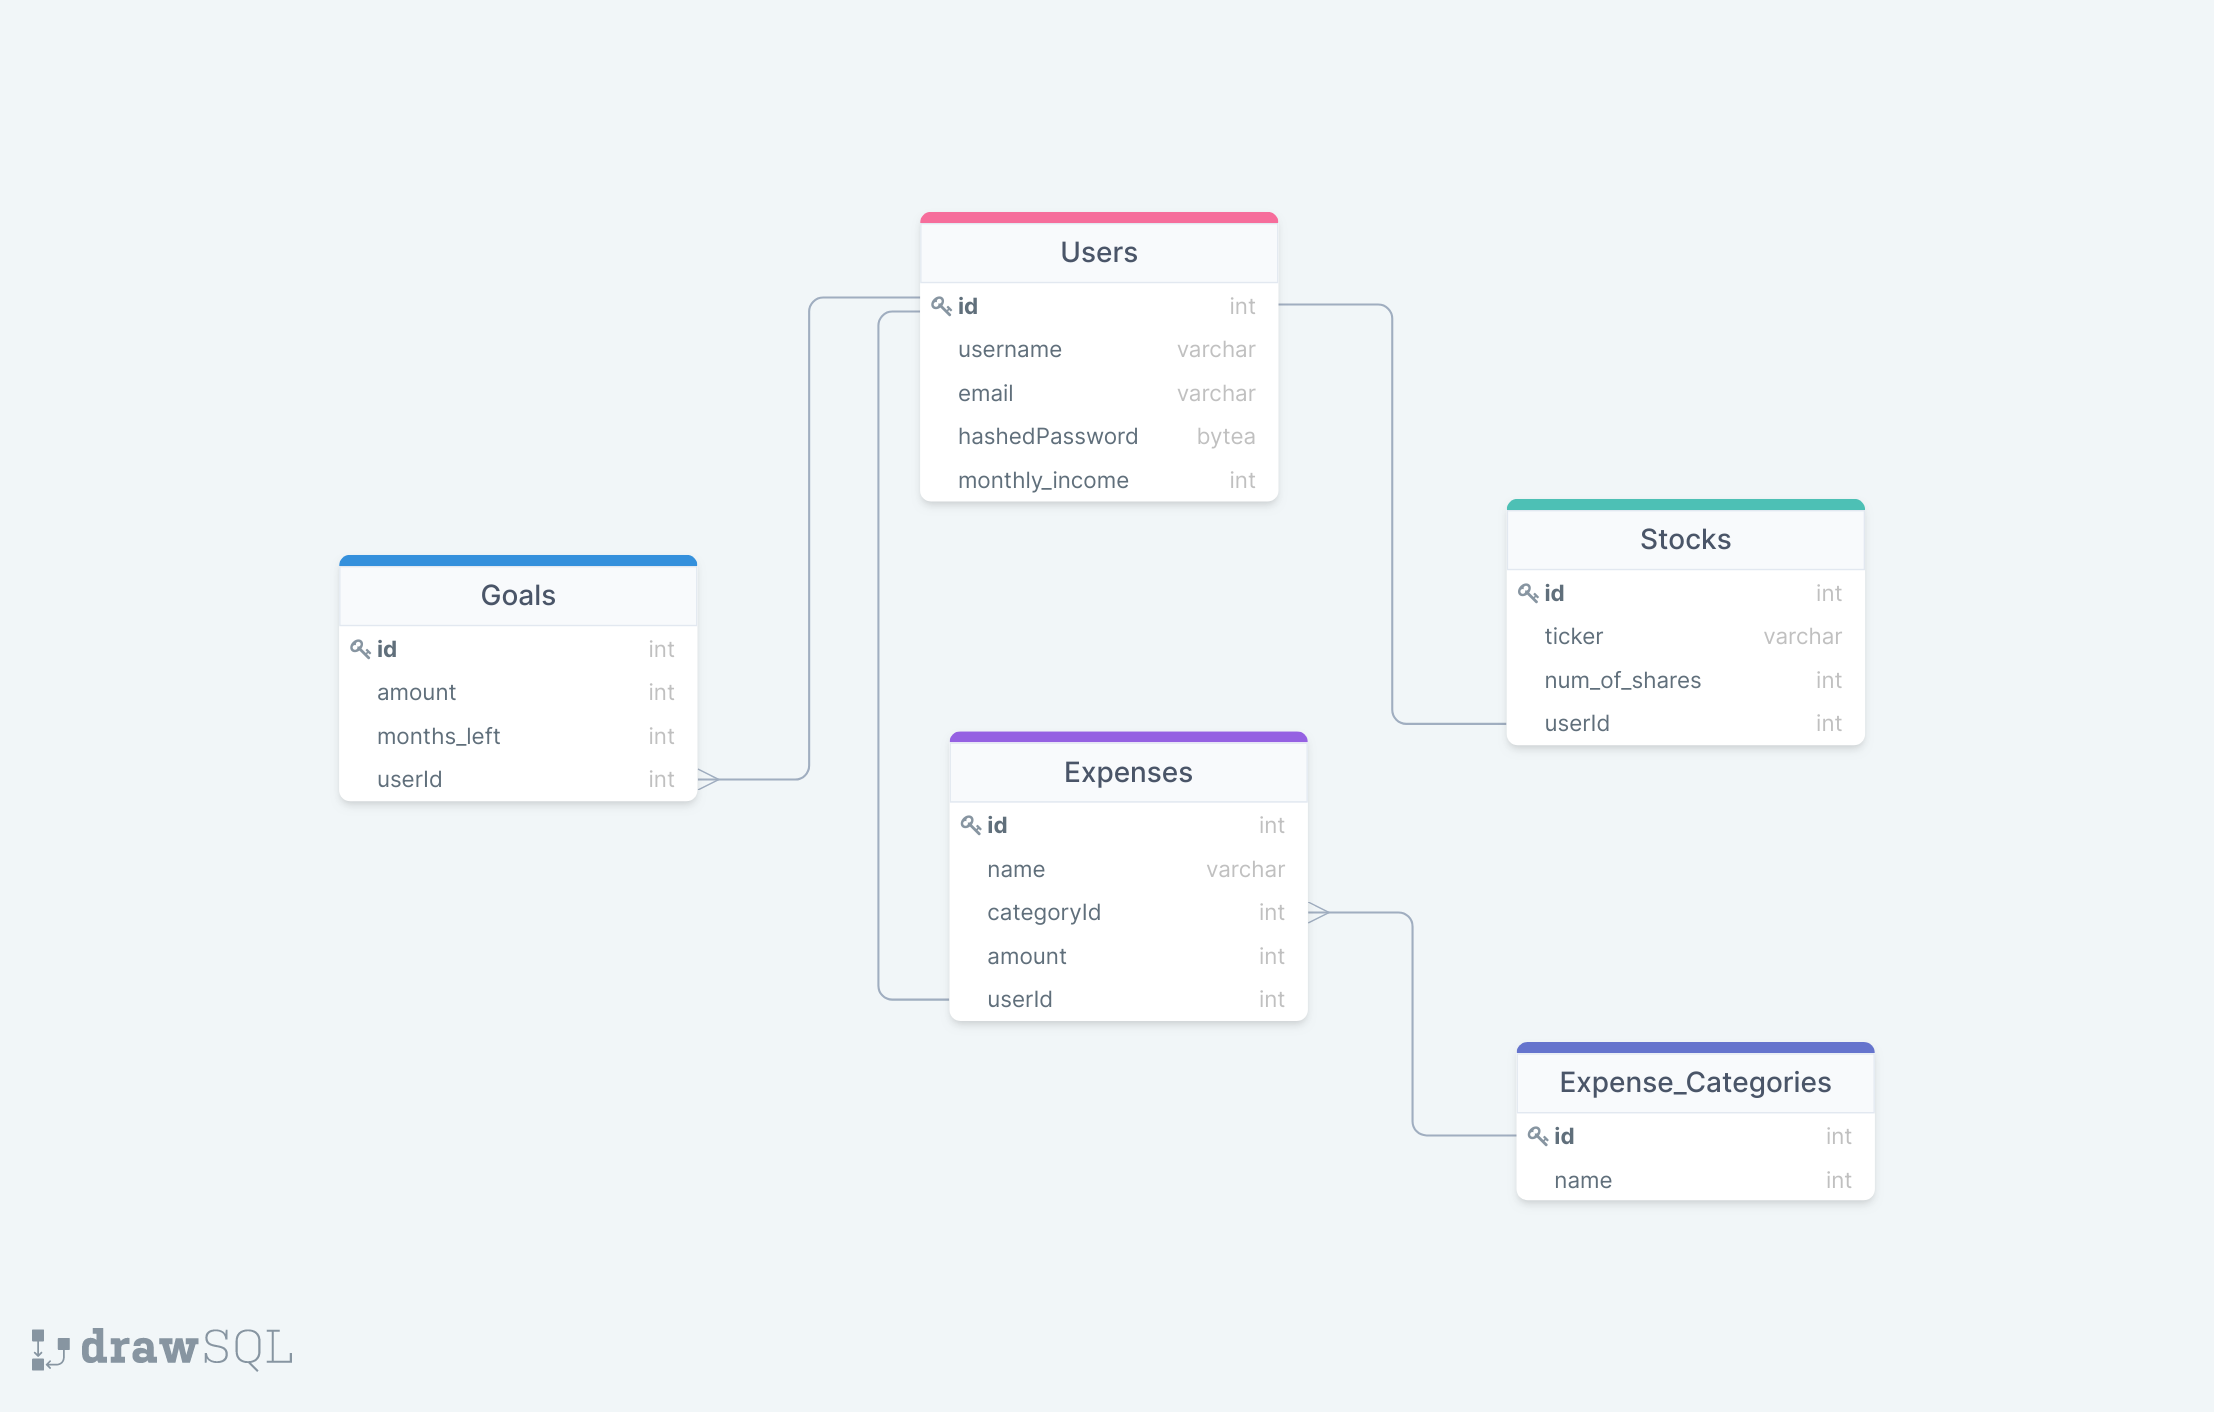 Users
id int
username varchar
email varchar
hashedPassword bytea
monthly_income int
Goals
id int
amount int
months_left int
userId int
Stocks
id int
ticker varchar
num_of_shares int
userId int
Expenses
id int
name varchar
categoryId int
amount int
userId int
Expense_Categories
id int
name int
drawSQL